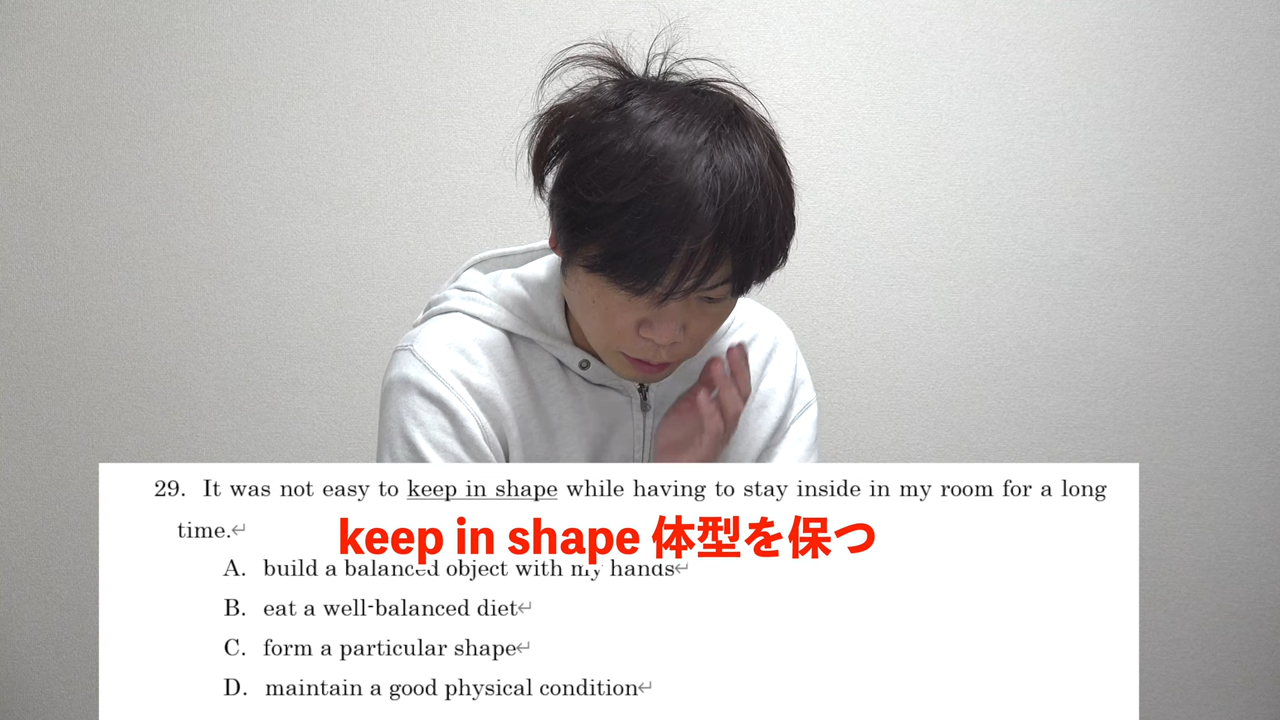 29. It was not easy to keep in shape while having to stay inside in my room for a long
time.↵
keep in shape 体型を保つ
A. build a balanced object with my hands↵
B. eat a well-balanced diet↵
C. form a particular shape↵
D. maintain a good physical condition↵